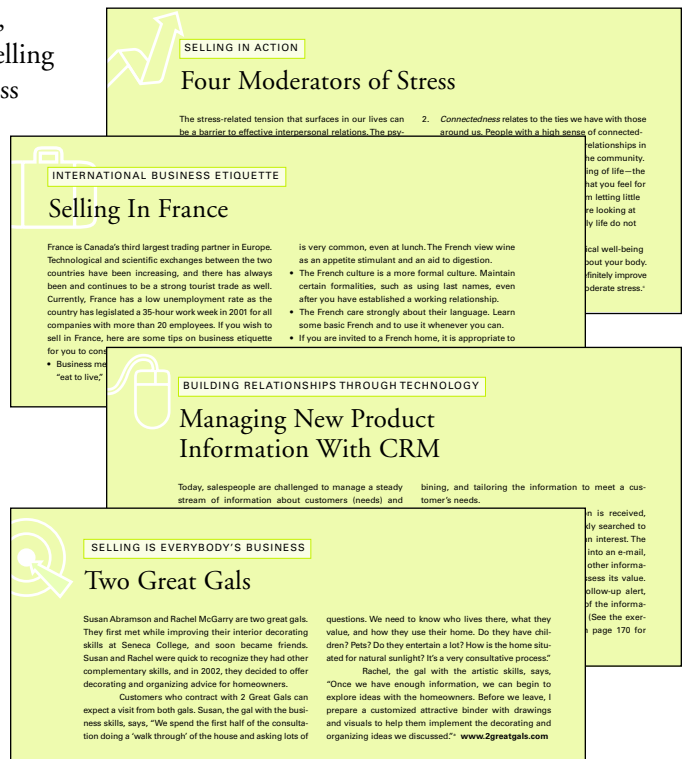 elling
ss
SELLING IN ACTION
Four Moderators of Stress
The stress-related tension that surfaces in our lives can
be a barrier to effective interpersonal relations. The psy-
2. Connectedness relates to the ties we have with those
around us. People with a high sense of connected-
relationships in
he community.
ing of life—the
hat you feel for
m letting little
re looking at
ly life do not
ical well-being
bout your body.
efinitely improve
oderate stress.
INTERNATIONAL BUSINESS ETIQUETTE
Selling In France
France is Canada's third largest trading partner in Europe.
Technological and scientific exchanges between the two
countries have been increasing, and there has always
been and continues to be a strong tourist trade as well.
Currently, France has a low unemployment rate as the
country has legislated a 35-hour work week in 2001 for all
companies with more than 20 employees. If you wish to
sell in France, here are some tips on business etiquette
for you to cons
• Business me
"eat to live,"
is very common, even at lunch. The French view wine
as an appetite stimulant and an aid to digestion.
• The French culture is a more formal culture. Maintain
certain formalities, such as using last names, even
after you have established a working relationship.
• The French care strongly about their language. Learn
some basic French and to use it whenever you can.
• If you are invited to a French home, it is appropriate to
BUILDING RELATIONSHIPS THROUGH TECHNOLOGY
Managing New Product
Information With CRM
Today, salespeople are challenged to manage a steady
stream of information about customers (needs) and
bining, and tailoring the information to meet a cus-
tomer's needs.
on is received,
kly searched to
n interest. The
into an e-mail,
other informa-
ssess its value.
ollow-up alert,
of the informa-
(See the exer-
page 170 for
SELLING IS EVERYBODY'S BUSINESS
Two Great Gals
Susan Abramson and Rachel McGarry are two great gals.
They first met while improving their interior decorating
skills at Seneca College, and soon became friends.
Susan and Rachel were quick to recognize they had other
complementary skills, and in 2002, they decided to offer
decorating and organizing advice for homeowners.
Customers who contract with 2 Great Gals can
expect a visit from both gals. Susan, the gal with the busi-
ness skills, says, "We spend the first half of the consulta-
tion doing a 'walk through' of the house and asking lots of
questions. We need to know who lives there, what they
value, and how they use their home. Do they have chil-
dren? Pets? Do they entertain a lot? How is the home situ-
ated for natural sunlight? It's a very consultative process."
Rachel, the gal with the artistic skills, says,
"Once we have enough information, we can begin to
explore ideas with the homeowners. Before we leave, I
prepare a customized attractive binder with drawings
and visuals to help them implement the decorating and
organizing ideas we discussed." www.2greatgals.com